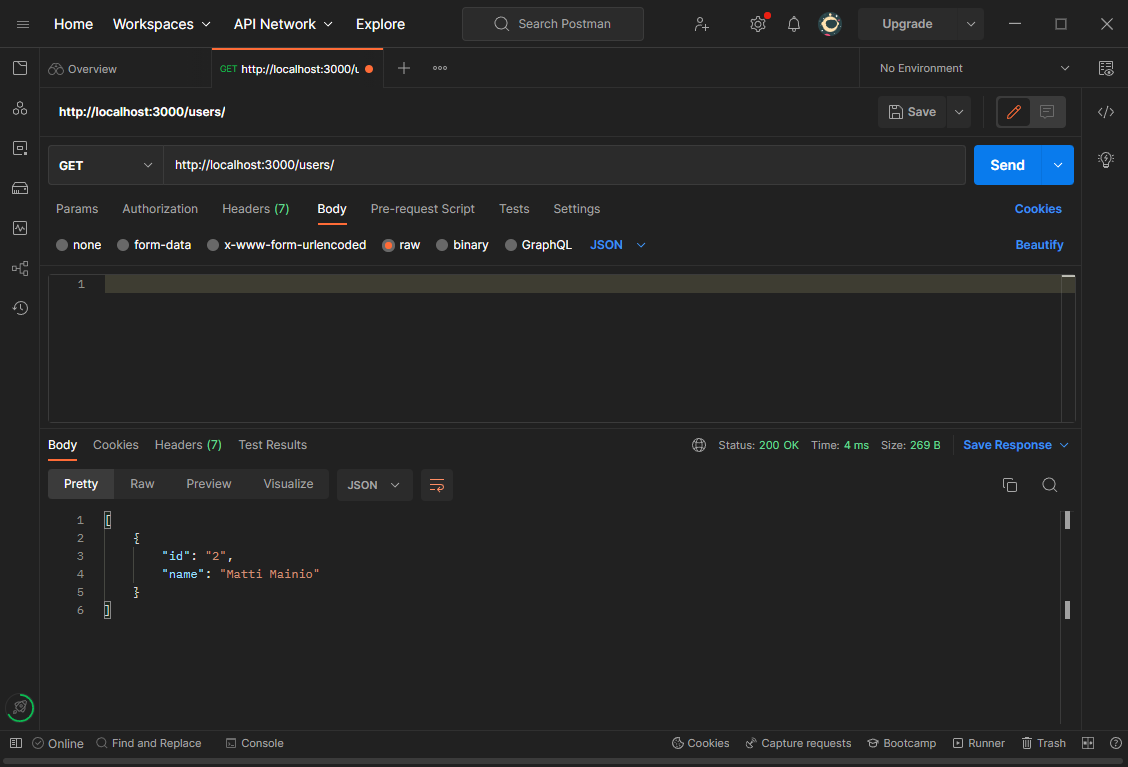 Home Workspaces API Network Explore Search Postman Upgrade
Overview GET http://localhost:3000/u No Environment
http://localhost:3000/users/ Save
GET http://localhost:3000/users/ Send
Params Authorization Headers (7) Body Pre-request Script Tests Settings Cookies
none form-data x-www-form-urlencoded raw binary GraphQL JSON Beautify
1
Body Cookies Headers (7) Test Results Status: 200 OK Time: 4 ms Size: 269 B Save Response
Pretty Raw Preview Visualize JSON
1 [
2 {
3 "id": "2",
4 "name": "Matti Mainio"
5 }
6 ]
Online Find and Replace Console Cookies Capture requests Bootcamp Runner Trash